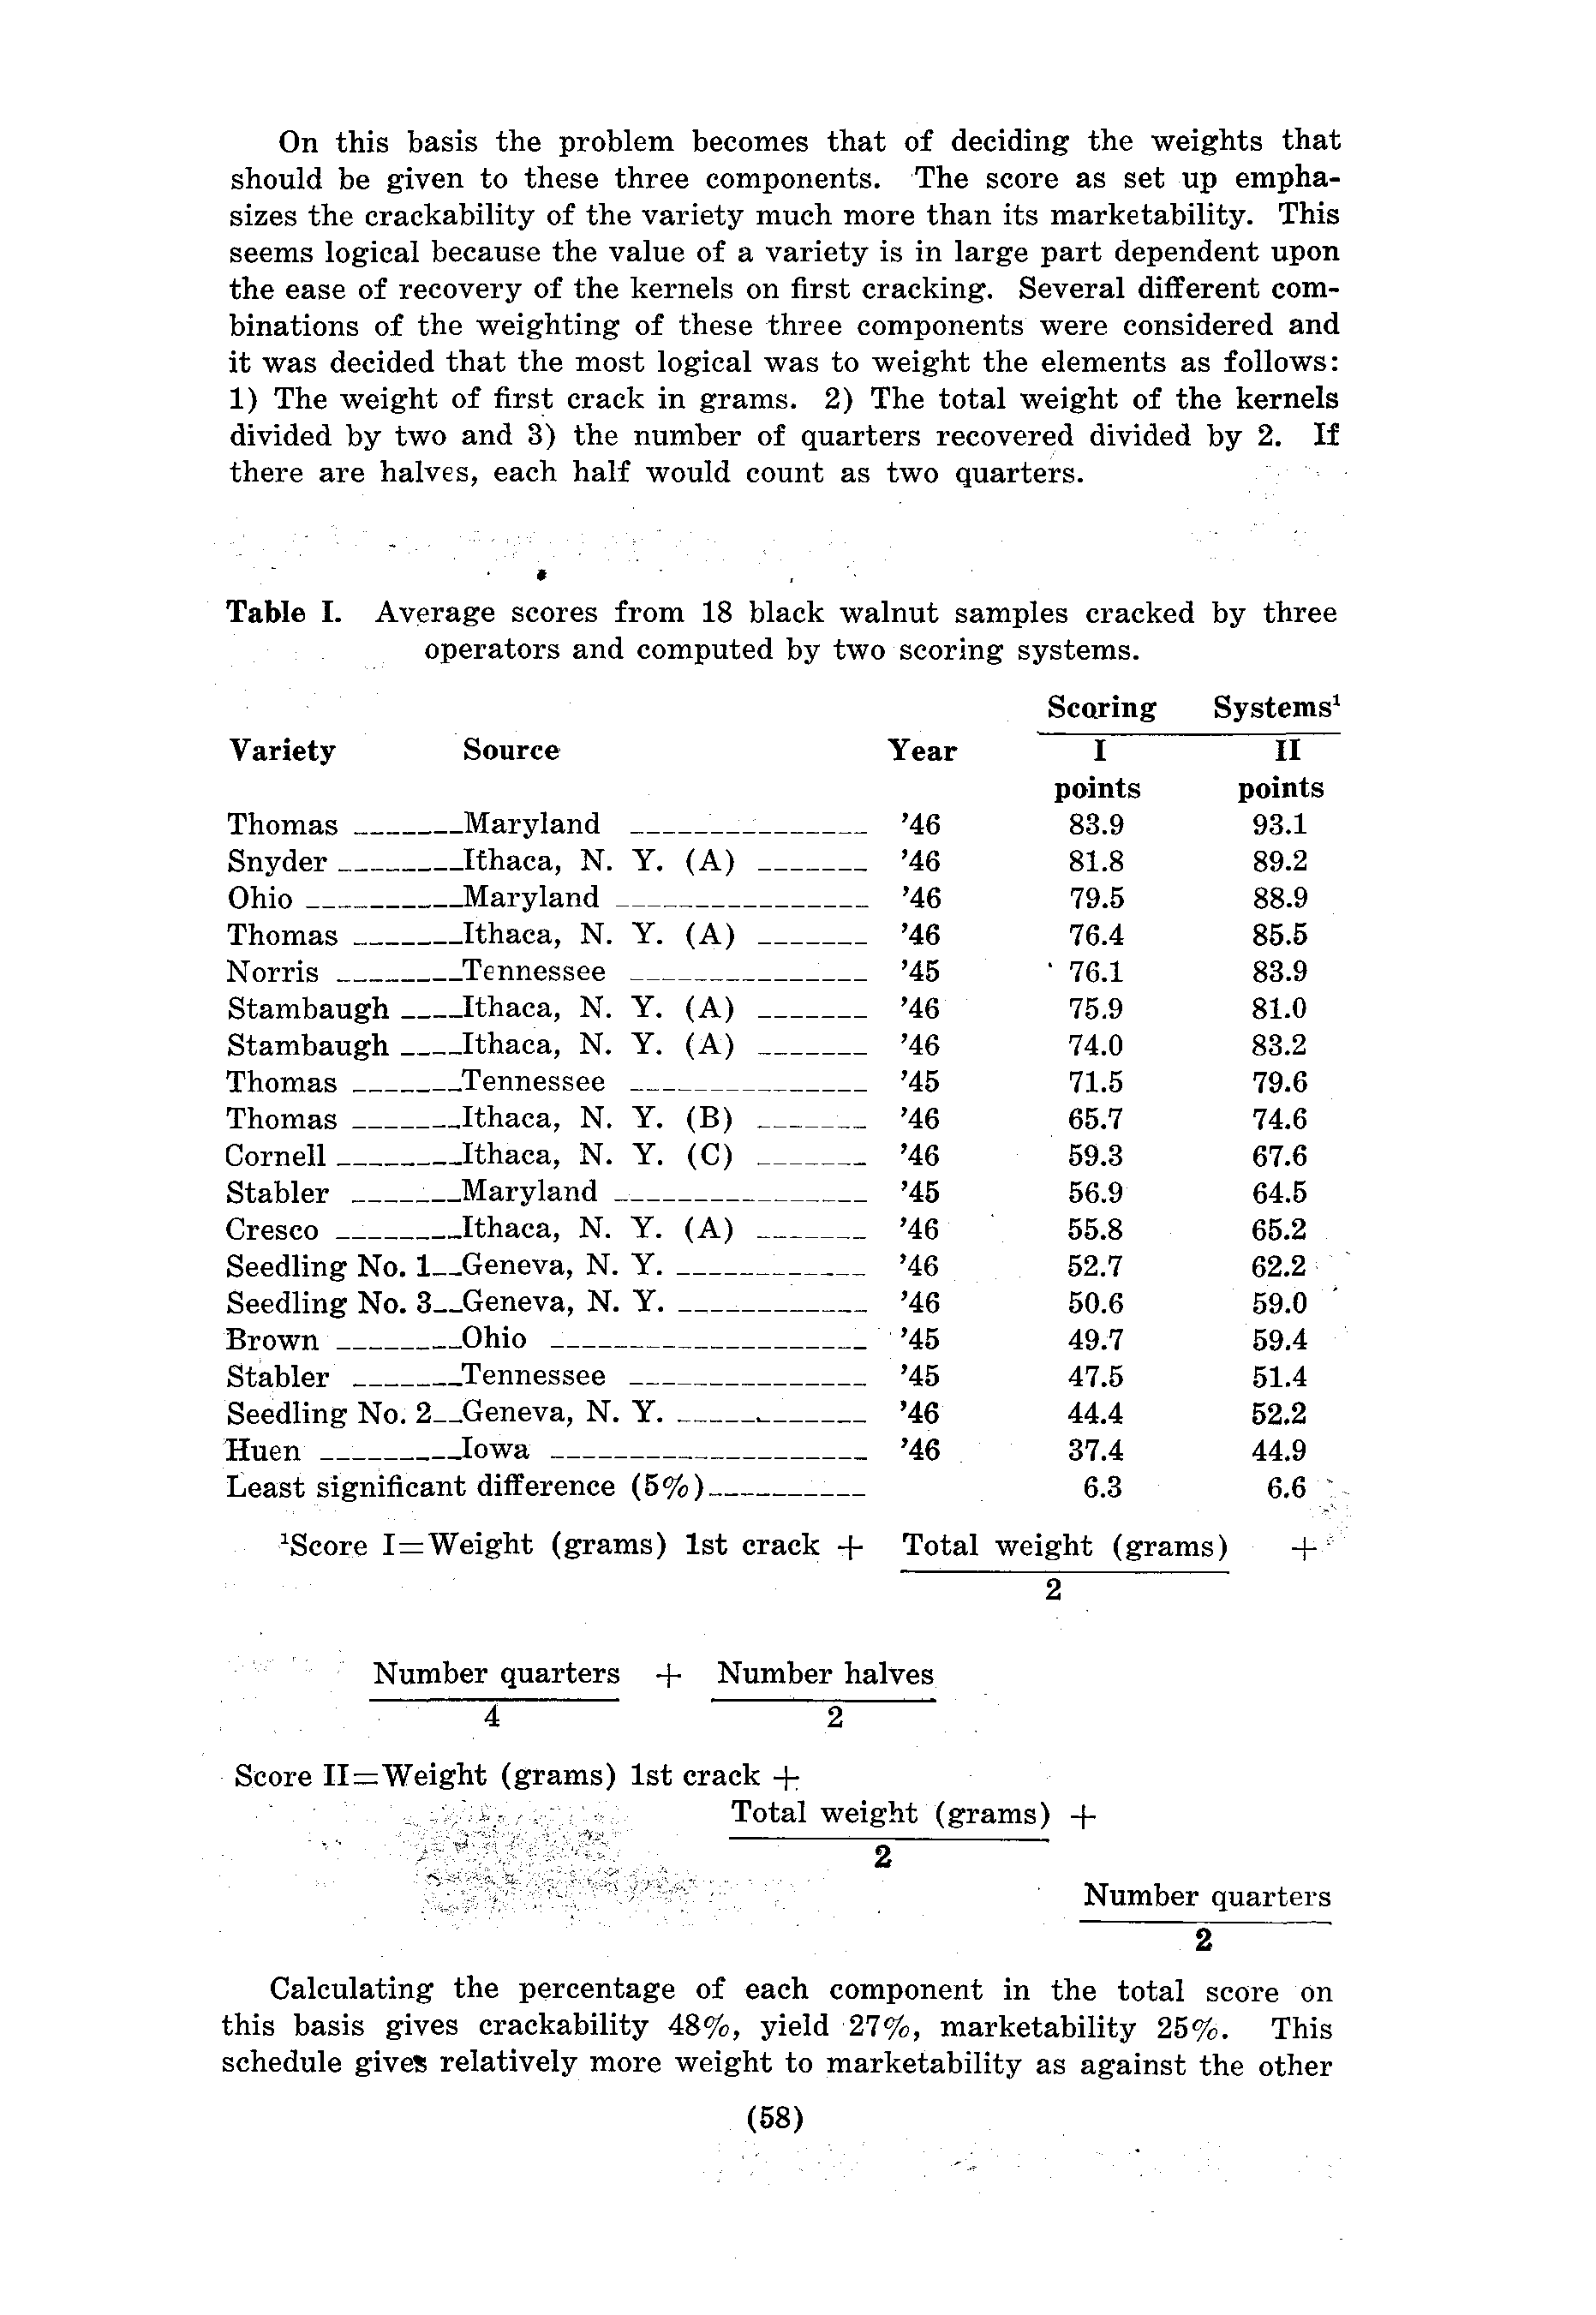 On this basis the problem becomes that of deciding the weights that
should be given to these three components. The score as set up empha-
sizes the crackability of the variety much more than its marketability. This
seems logical because the value of a variety is in large part dependent upon
the ease of recovery of the kernels on first cracking. Several different com-
binations of the weighting of these three components were considered and
it was decided that the most logical was to weight the elements as follows:
1) The weight of first crack in grams. 2) The total weight of the kernels
divided by two and 3) the number of quarters recovered divided by 2. If
there are halves, each half would count as two quarters.
Table I. Average scores from 18 black walnut samples cracked by three
operators and computed by two scoring systems.
Scoring Systems¹
Variety Source Year I II
points points
Thomas Maryland '46 83.9 93.1
Snyder Ithaca, N. Y. (A) '46 81.8 89.2
Ohio Maryland '46 79.5 88.9
Thomas Ithaca, N. Y. (A) '46 76.4 85.5
Norris Tennessee '45 76.1 83.9
Stambaugh Ithaca, N. Y. (A) '46 75.9 81.0
Stambaugh Ithaca, N. Y. (A) '46 74.0 83.2
Thomas Tennessee '45 71.5 79.6
Thomas Ithaca, N. Y. (B) '46 65.7 74.6
Cornell Ithaca, N. Y. (C) '46 59.3 67.6
Stabler Maryland '45 56.9 64.5
Cresco Ithaca, N. Y. (A) '46 55.8 65.2
Seedling No. 1 Geneva, N. Y. '46 52.7 62.2
Seedling No. 3 Geneva, N. Y. '46 50.6 59.0
Brown Ohio '45 49.7 59.4
Stabler Tennessee '45 47.5 51.4
Seedling No. 2 Geneva, N. Y. '46 44.4 52.2
Huen Iowa '46 37.4 44.9
Least significant difference (5%) 6.3 6.6
¹Score I=Weight (grams) 1st crack + Total weight (grams) +
2
Number quarters + Number halves
4 2
Score II=Weight (grams) 1st crack +
Total weight (grams) +
2
Number quarters
2
Calculating the percentage of each component in the total score on
this basis gives crackability 48%, yield 27%, marketability 25%. This
schedule gives relatively more weight to marketability as against the other
(58)